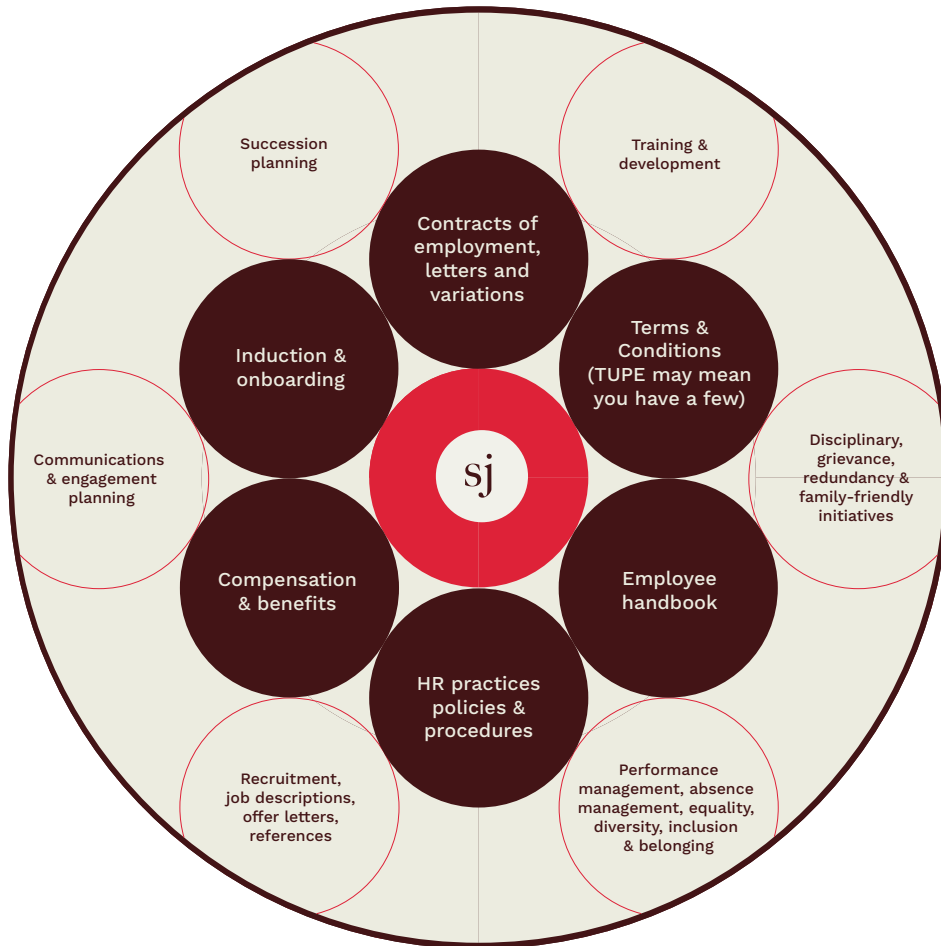 Succession
planning
Training &
development
Contracts of
employment,
letters and
variations
Induction &
onboarding
Terms &
Conditions
(TUPE may mean
you have a few)
Communications
& engagement
planning
sj
Disciplinary,
grievance,
redundancy &
family-friendly
initiatives
Compensation
& benefits
Employee
handbook
HR practices
policies &
procedures
Recruitment,
job descriptions,
offer letters,
references
Performance
management, absence
management, equality,
diversity, inclusion
& belonging